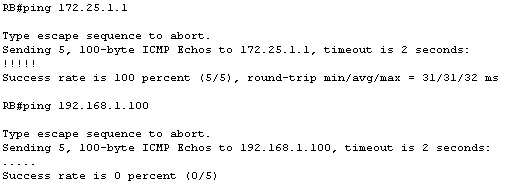 RB#ping 172.25.1.1
Type escape sequence to abort.
Sending 5, 100-byte ICMP Echos to 172.25.1.1, timeout is 2 seconds:
!!!!!
Success rate is 100 percent (5/5), round-trip min/avg/max = 31/31/32 ms
RB#ping 192.168.1.100
Type escape sequence to abort.
Sending 5, 100-byte ICMP Echos to 192.168.1.100, timeout is 2 seconds:
.....
Success rate is 0 percent (0/5)